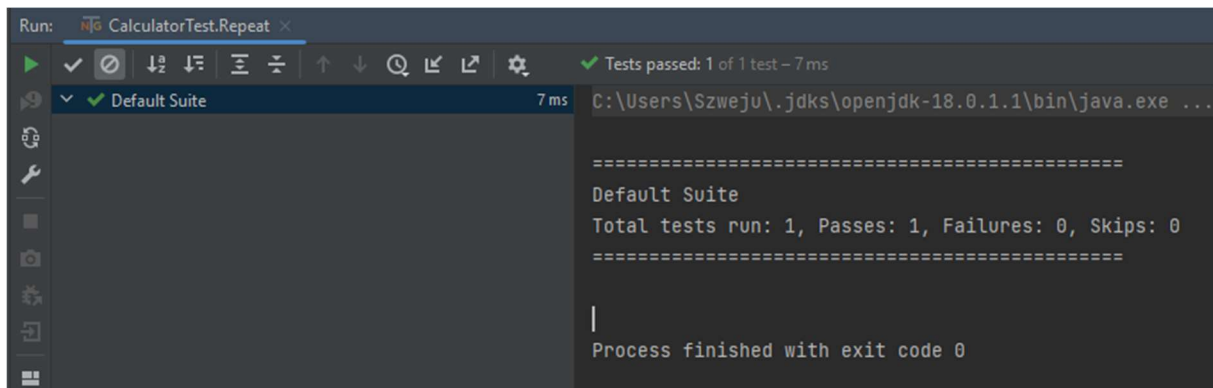 Run: NG CalculatorTest.Repeat
Tests passed: 1 of 1 test – 7 ms
Default Suite 7 ms
C:\Users\Szweju\.jdks\openjdk-18.0.1.1\bin\java.exe ...
===============================================
Default Suite
Total tests run: 1, Passes: 1, Failures: 0, Skips: 0
===============================================
Process finished with exit code 0